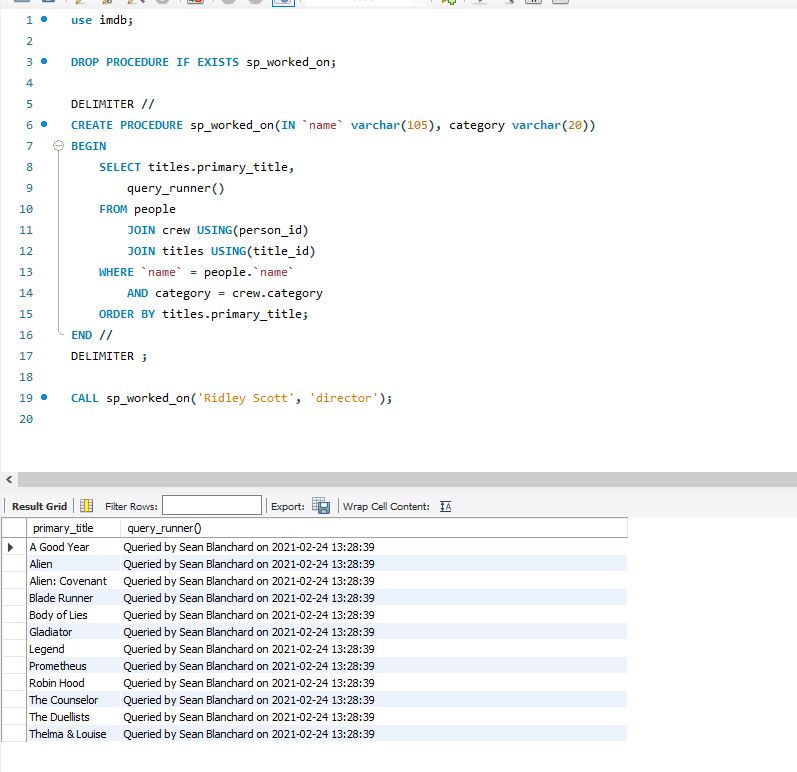 1 use imdb;
2
3 DROP PROCEDURE IF EXISTS sp_worked_on;
4
5 DELIMITER //
6 CREATE PROCEDURE sp_worked_on(IN `name` varchar(105), category varchar(20))
7 BEGIN
8 SELECT titles.primary_title,
9 query_runner()
10 FROM people
11 JOIN crew USING(person_id)
12 JOIN titles USING(title_id)
13 WHERE `name` = people.`name`
14 AND category = crew.category
15 ORDER BY titles.primary_title;
16 END //
17 DELIMITER ;
18
19 CALL sp_worked_on('Ridley Scott', 'director');
20
Result Grid Filter Rows: Export: Wrap Cell Content:
primary_title query_runner()
A Good Year Queried by Sean Blanchard on 2021-02-24 13:28:39
Alien Queried by Sean Blanchard on 2021-02-24 13:28:39
Alien: Covenant Queried by Sean Blanchard on 2021-02-24 13:28:39
Blade Runner Queried by Sean Blanchard on 2021-02-24 13:28:39
Body of Lies Queried by Sean Blanchard on 2021-02-24 13:28:39
Gladiator Queried by Sean Blanchard on 2021-02-24 13:28:39
Legend Queried by Sean Blanchard on 2021-02-24 13:28:39
Prometheus Queried by Sean Blanchard on 2021-02-24 13:28:39
Robin Hood Queried by Sean Blanchard on 2021-02-24 13:28:39
The Counselor Queried by Sean Blanchard on 2021-02-24 13:28:39
The Duellists Queried by Sean Blanchard on 2021-02-24 13:28:39
Thelma & Louise Queried by Sean Blanchard on 2021-02-24 13:28:39